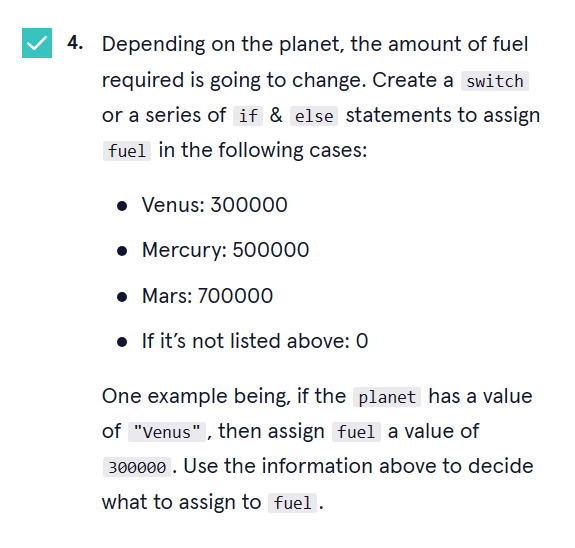 4. Depending on the planet, the amount of fuel
required is going to change. Create a switch
or a series of if & else statements to assign
fuel in the following cases:
• Venus: 300000
• Mercury: 500000
• Mars: 700000
• If it’s not listed above: 0
One example being, if the planet has a value
of "Venus", then assign fuel a value of
300000. Use the information above to decide
what to assign to fuel.